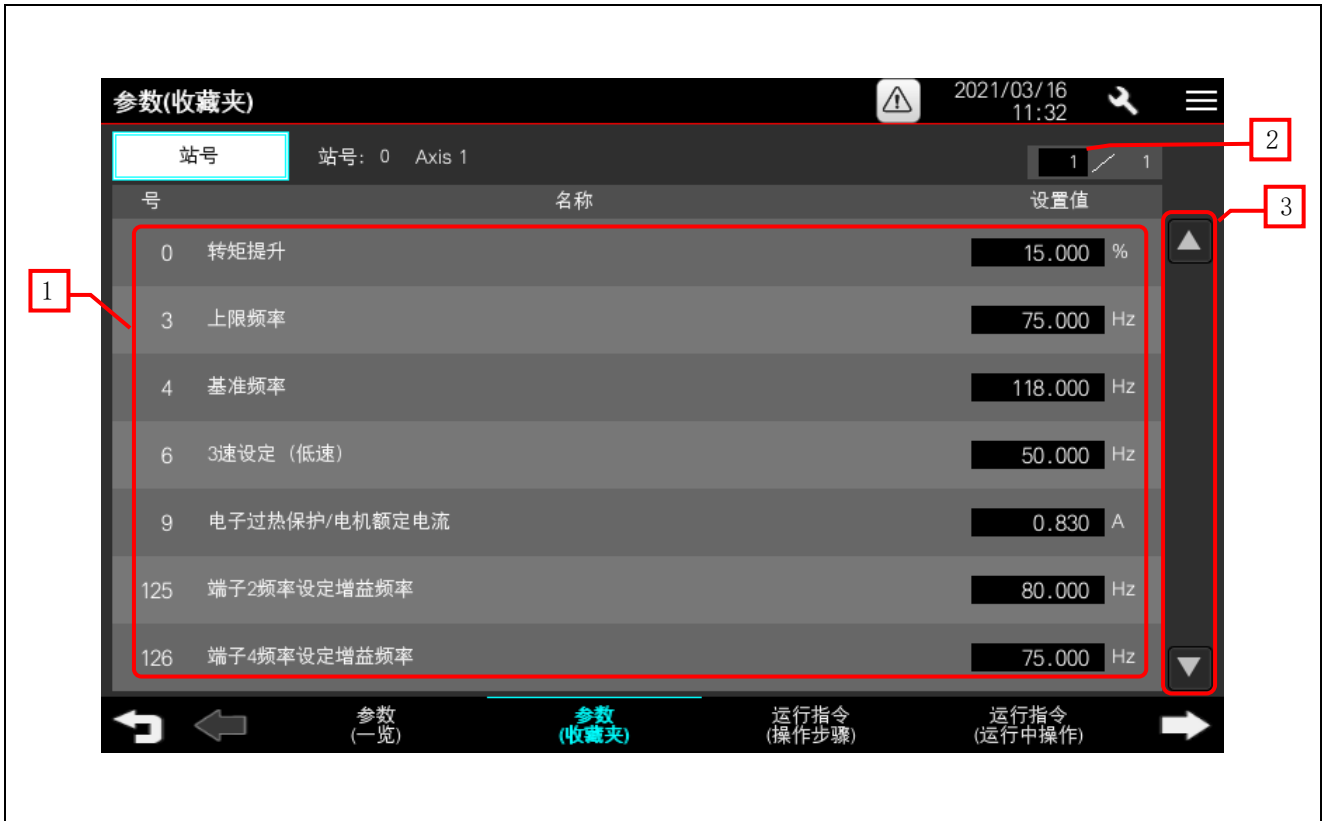 参数(收藏夹)
2021/03/16
11:32
站号
站号: 0 Axis 1
1 / 1
2
号 名称 设置值
3
0 转矩提升 15.000 %
1
3 上限频率 75.000 Hz
4 基准频率 118.000 Hz
6 3速设定（低速） 50.000 Hz
9 电子过热保护/电机额定电流 0.830 A
125 端子2频率设定增益频率 80.000 Hz
126 端子4频率设定增益频率 75.000 Hz
参数
(一览)
参数
(收藏夹)
运行指令
(操作步骤)
运行指令
(运行中操作)